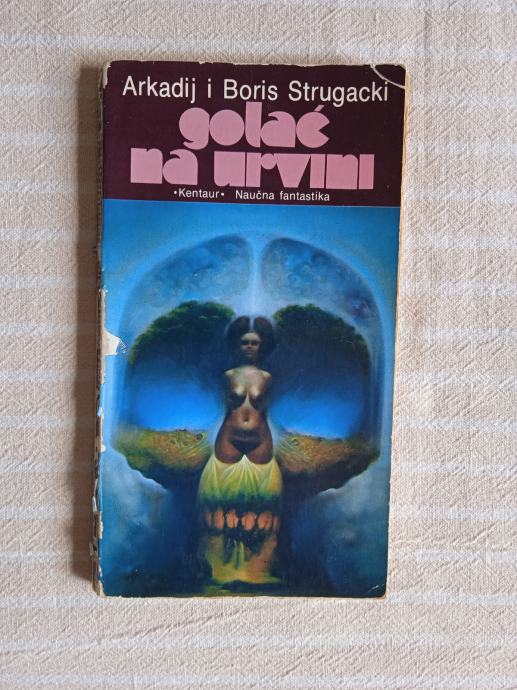 Arkadij i Boris Strugacki
golać
na urvini
•Kentaur• Naučna fantastika